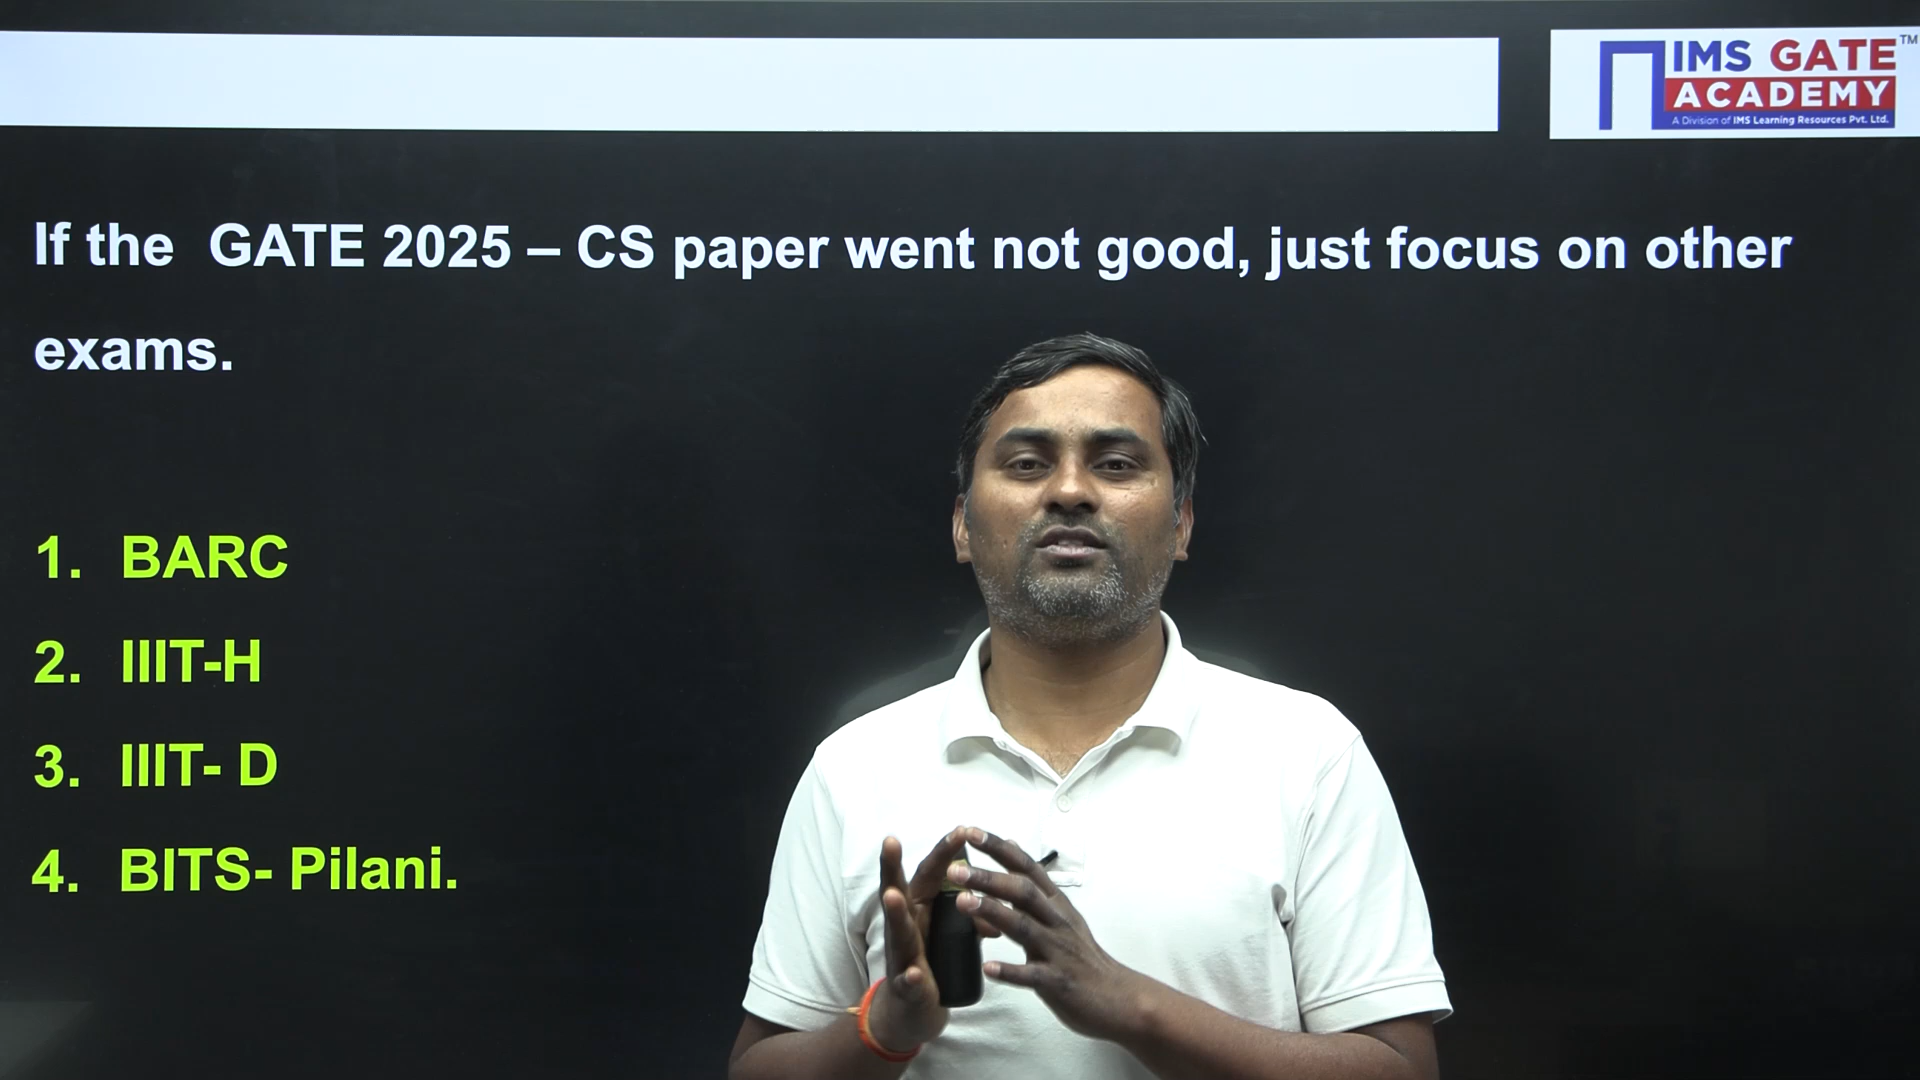 IMS GATE TM
ACADEMY
A Division of IMS Learning Resources Pvt. Ltd.
If the GATE 2025 – CS paper went not good, just focus on other
exams.
1. BARC
2. IIIT-H
3. IIIT- D
4. BITS- Pilani.